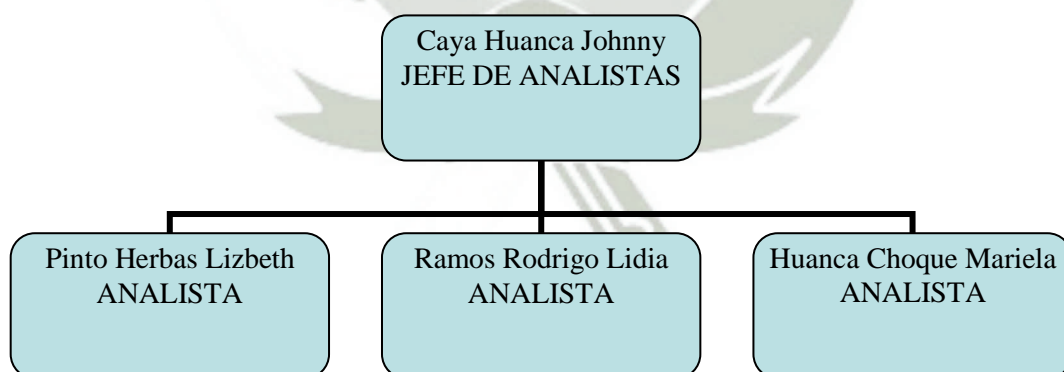 Caya Huanca Johnny
JEFE DE ANALISTAS
Pinto Herbas Lizbeth
ANALISTA
Ramos Rodrigo Lidia
ANALISTA
Huanca Choque Mariela
ANALISTA